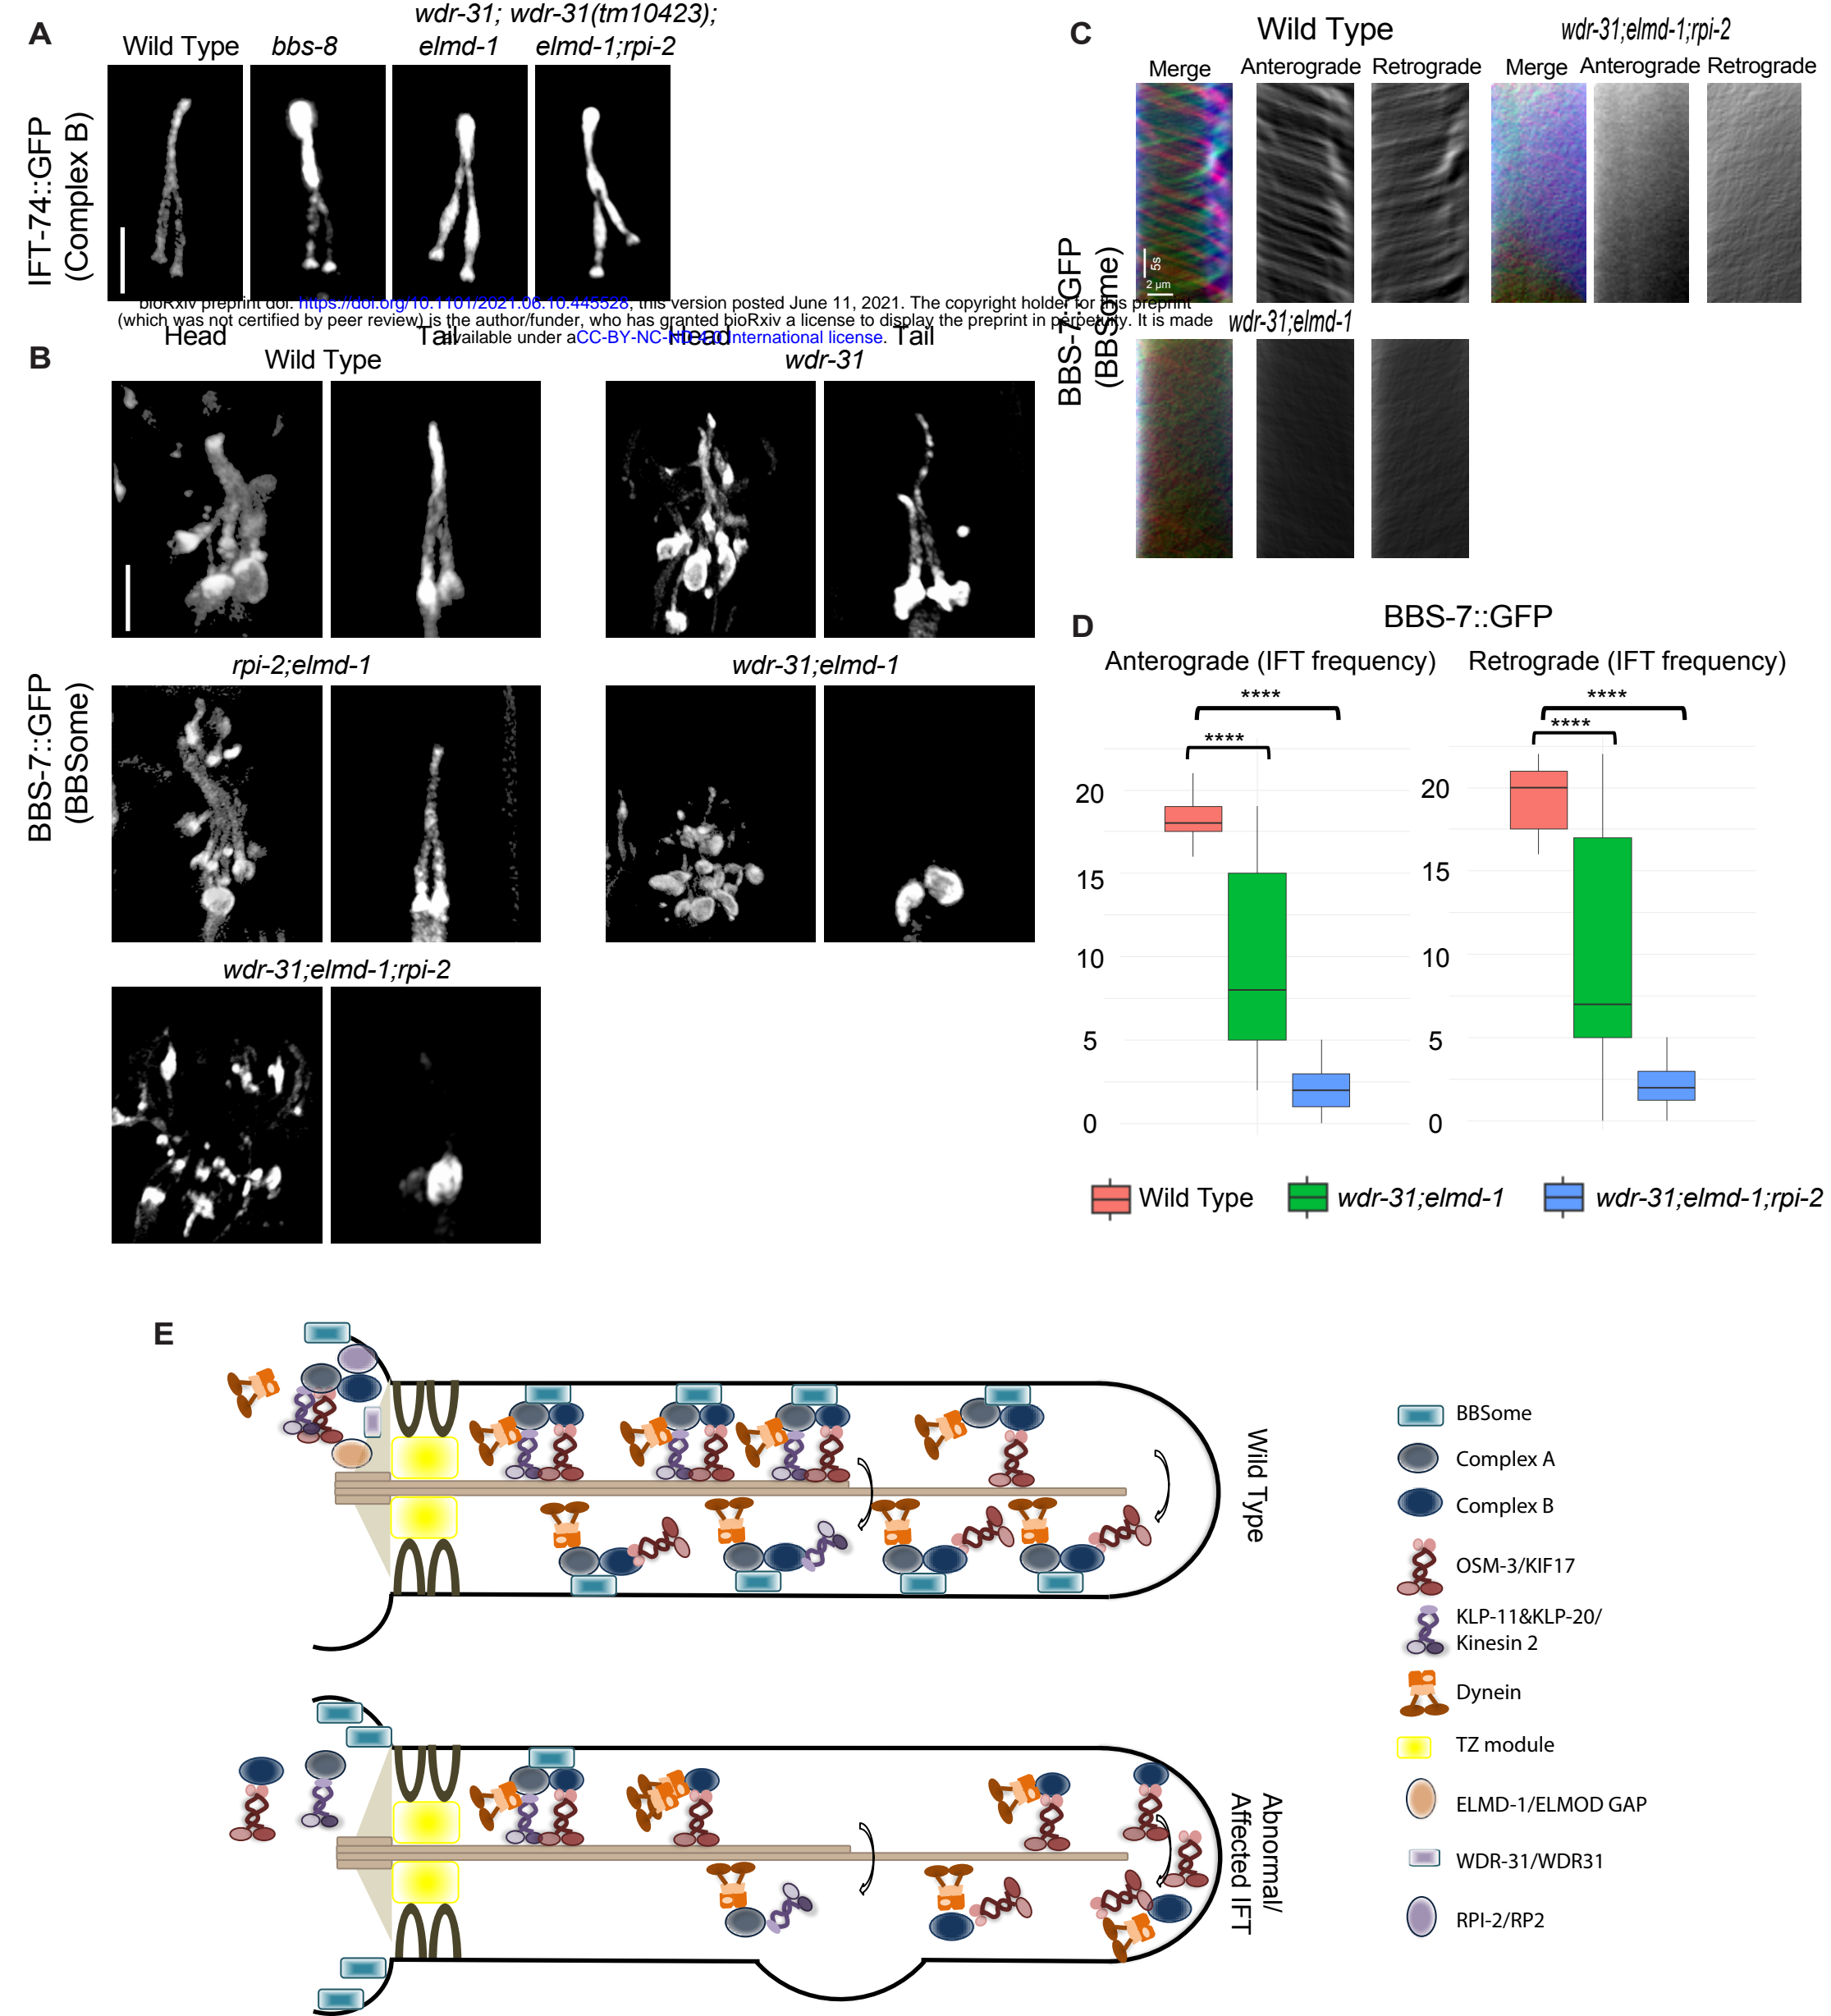 A
Wild Type
bbs-8
wdr-31; wdr-31(tm10423);
elmd-1 elmd-1;rpi-2
IFT-74::GFP
(Complex B)
bioRxiv preprint doi: https://doi.org/10.1101/2021.06.10.445528; this version posted June 11, 2021. The copyright holder for this preprint
(which was not certified by peer review) is the author/funder, who has granted bioRxiv a license to display the preprint in perpetuity. It is made
available under aCC-BY-NC-ND 4.0 International license.
Head Tail Head Tail
B
Wild Type wdr-31
rpi-2;elmd-1 wdr-31;elmd-1
wdr-31;elmd-1;rpi-2
BBS-7::GFP
(BBSome)
C
Wild Type wdr-31;elmd-1;rpi-2
Merge Anterograde Retrograde Merge Anterograde Retrograde
5s
2 μm
wdr-31;elmd-1
BBS-7::GFP
(BBSome)
D
BBS-7::GFP
Anterograde (IFT frequency) Retrograde (IFT frequency)
**** ****
**** ****
20 20
15 15
10 10
5 5
0 0
Wild Type wdr-31;elmd-1 wdr-31;elmd-1;rpi-2
E
Wild Type
Abnormal/
Affected IFT
BBSome
Complex A
Complex B
OSM-3/KIF17
KLP-11&KLP-20/
Kinesin 2
Dynein
TZ module
ELMD-1/ELMOD GAP
WDR-31/WDR31
RPI-2/RP2